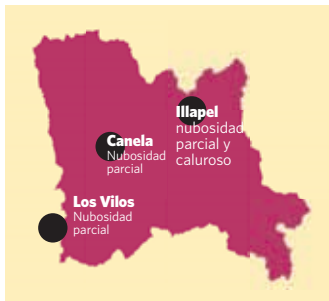 Illapel
nubosidad
parcial y
caluroso
Canela
Nubosidad
parcial
Los Vilos
Nubosidad
parcial